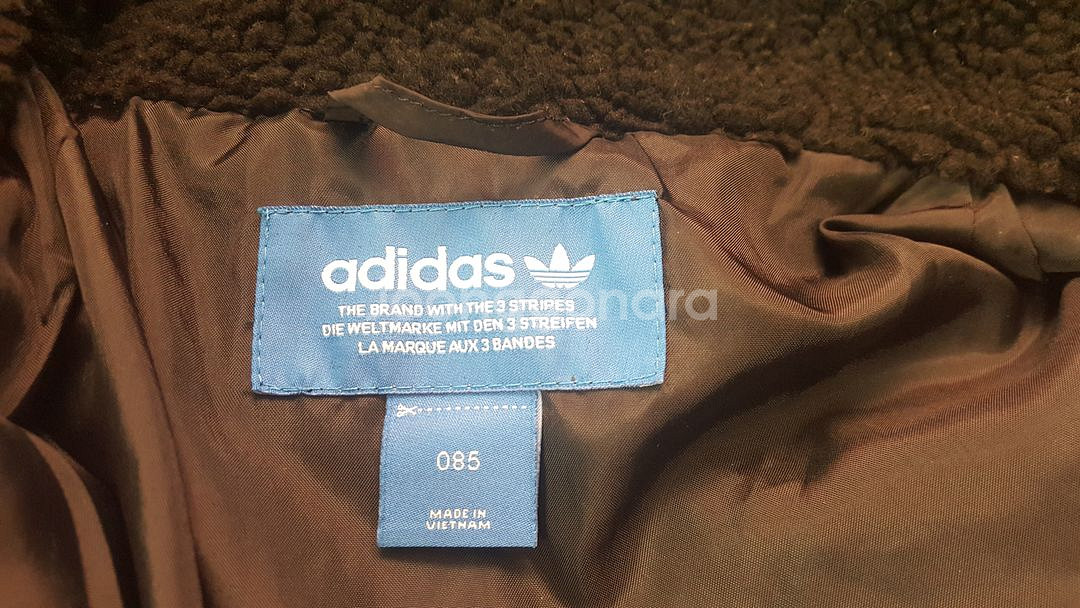 adidas
THE BRAND WITH THE 3 STRIPES
DIE WELTMARKE MIT DEN 3 STREIFEN
LA MARQUE AUX 3 BANDES
085
MADE IN
VIETNAM